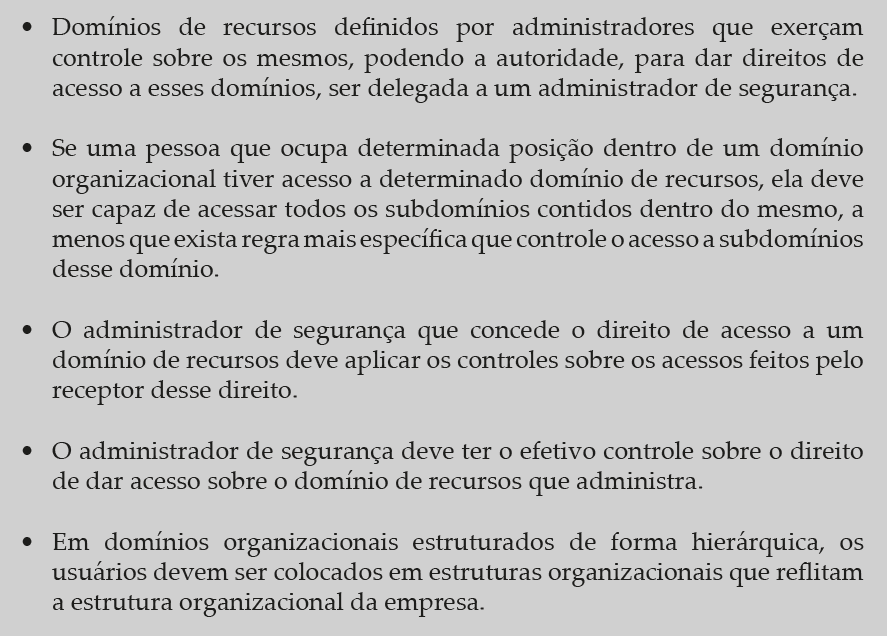 • Domínios de recursos definidos por administradores que exerçam
controle sobre os mesmos, podendo a autoridade, para dar direitos de
acesso a esses domínios, ser delegada a um administrador de segurança.
• Se uma pessoa que ocupa determinada posição dentro de um domínio
organizacional tiver acesso a determinado domínio de recursos, ela deve
ser capaz de acessar todos os subdomínios contidos dentro do mesmo, a
menos que exista regra mais específica que controle o acesso a subdomínios
desse domínio.
• O administrador de segurança que concede o direito de acesso a um
domínio de recursos deve aplicar os controles sobre os acessos feitos pelo
receptor desse direito.
• O administrador de segurança deve ter o efetivo controle sobre o direito
de dar acesso sobre o domínio de recursos que administra.
• Em domínios organizacionais estruturados de forma hierárquica, os
usuários devem ser colocados em estruturas organizacionais que reflitam
a estrutura organizacional da empresa.